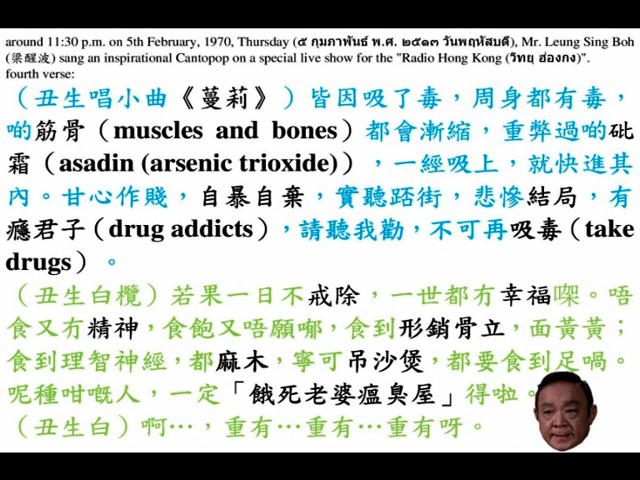 around 11:30 p.m. on 5th February, 1970, Thursday (๕ กุมภาพันธ์ พ.ศ. ๒๕๑๓ วันพฤหัสบดี), Mr. Leung Sing Boh
(梁醒波) sang an inspirational Cantopop on a special live show for the "Radio Hong Kong (วิทยุ ฮ่องกง)".
fourth verse:
（丑生唱小曲《蔓莉》）皆因吸了毒，周身都有毒，
啲筋骨（muscles and bones）都會漸縮，重弊過啲砒
霜（asadin (arsenic trioxide)），一經吸上，就快進其
內。甘心作賤，自暴自棄，實聽踎街，悲慘結局，有
癮君子（drug addicts），請聽我勸，不可再吸毒（take
drugs）。
（丑生白欖）若果一日不戒除，一世都冇幸福㗎。唔
食又冇精神，食飽又唔願嘟，食到形銷骨立，面黃黃；
食到理智神經，都麻木，寧可吊沙煲，都要食到足喎。
呢種咁嘅人，一定「餓死老婆瘟臭屋」得啦。
（丑生白）啊…，重有…重有…重有呀。